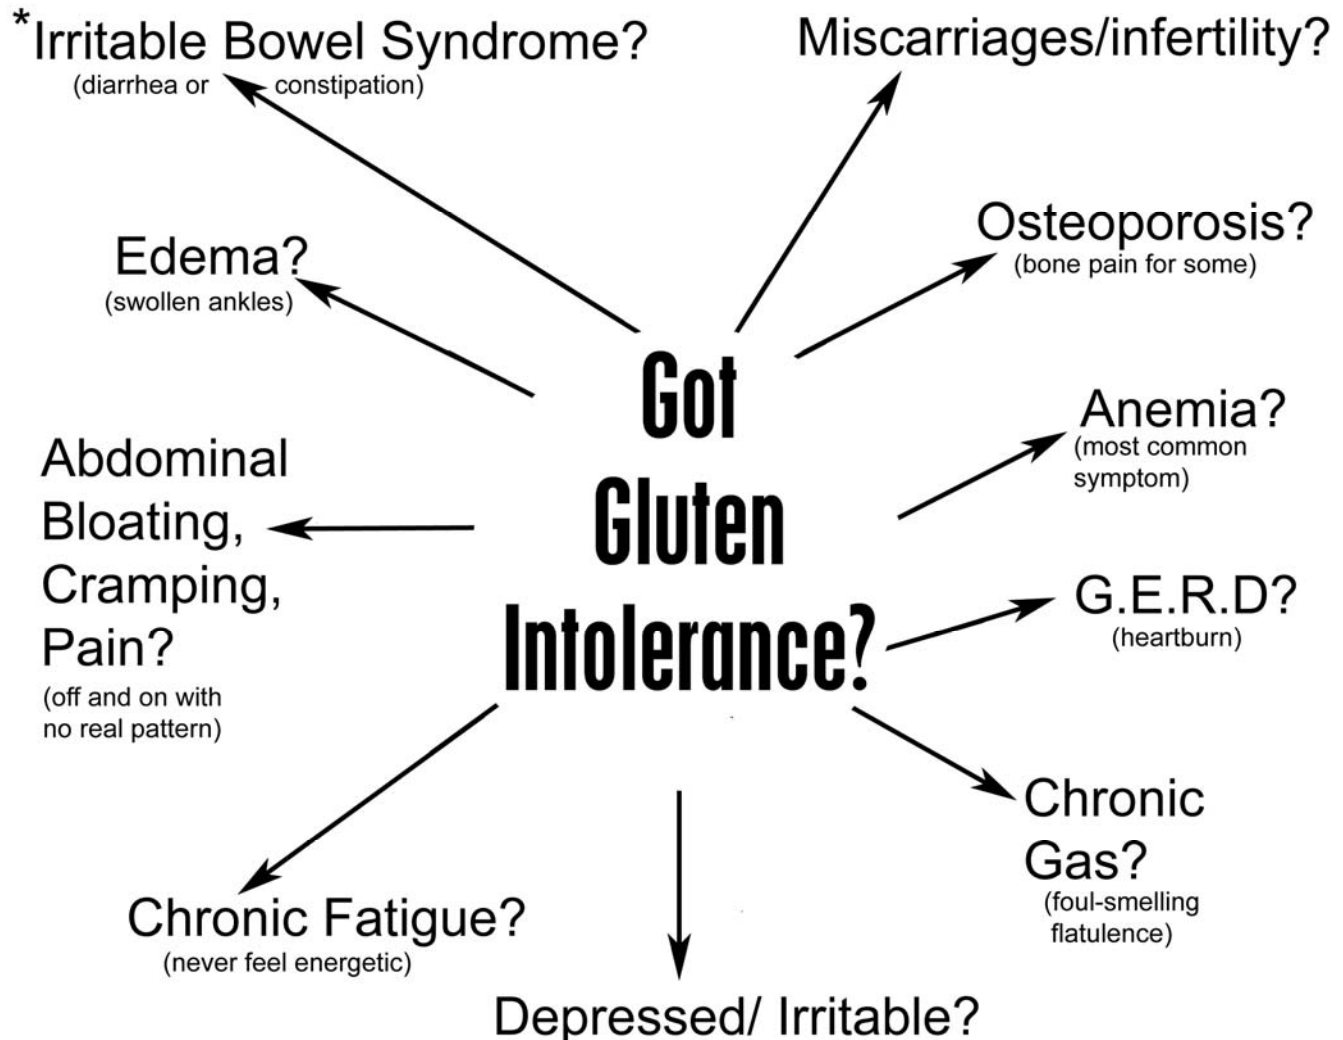 *Irritable Bowel Syndrome?
(diarrhea or constipation)
Miscarriages/infertility?
Edema?
(swollen ankles)
Osteoporosis?
(bone pain for some)
Got
Gluten
Intolerance?
Abdominal
Bloating,
Cramping,
Pain?
(off and on with
no real pattern)
Anemia?
(most common
symptom)
G.E.R.D?
(heartburn)
Chronic
Gas?
(foul-smelling
flatulence)
Chronic Fatigue?
(never feel energetic)
Depressed/ Irritable?